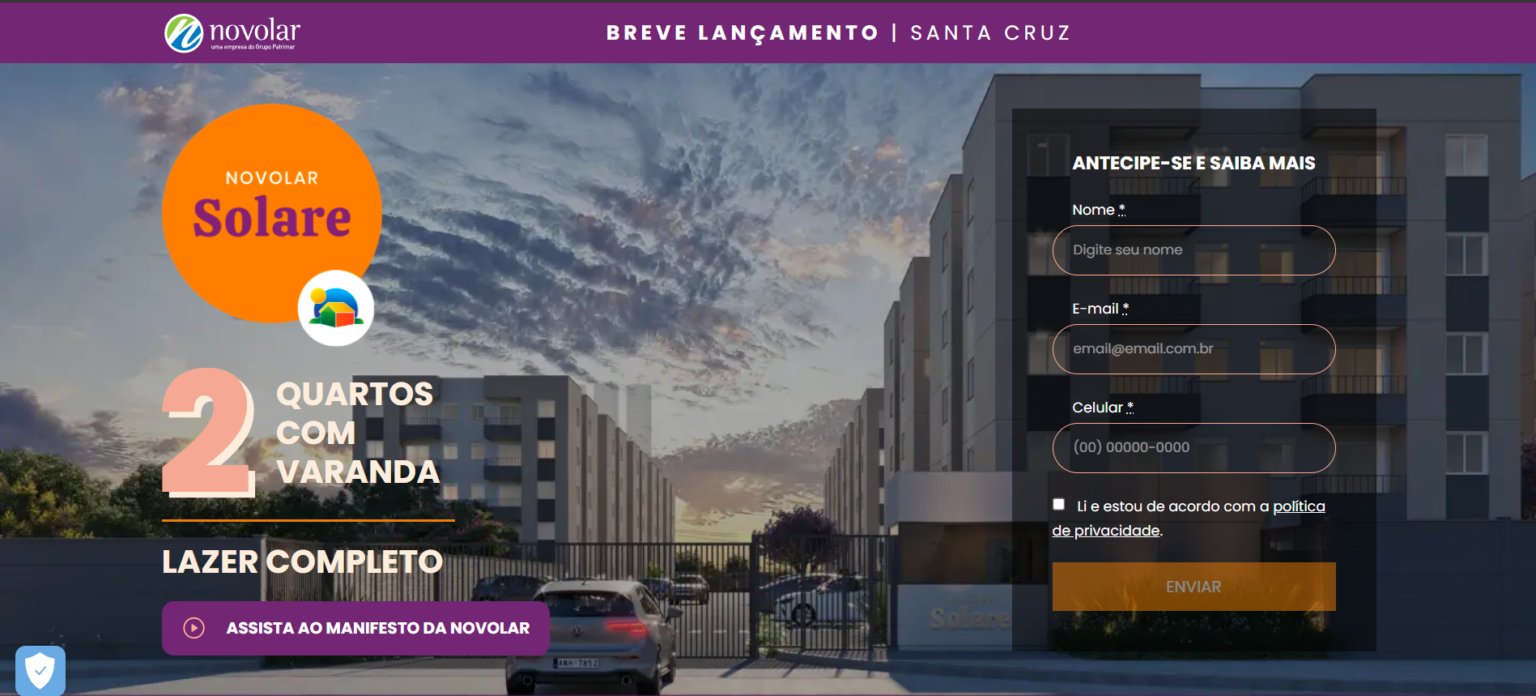 novolar
uma empresa do Grupo Patrimar
BREVE LANÇAMENTO | SANTA CRUZ
NOVOLAR
Solare
2 QUARTOS
COM
VARANDA
LAZER COMPLETO
ASSISTA AO MANIFESTO DA NOVOLAR
ANTECIPE-SE E SAIBA MAIS
Nome *
Digite seu nome
E-mail *
email@email.com.br
Celular *
(00) 00000-0000
Li e estou de acordo com a política
de privacidade.
ENVIAR
Solare
ANH-7852